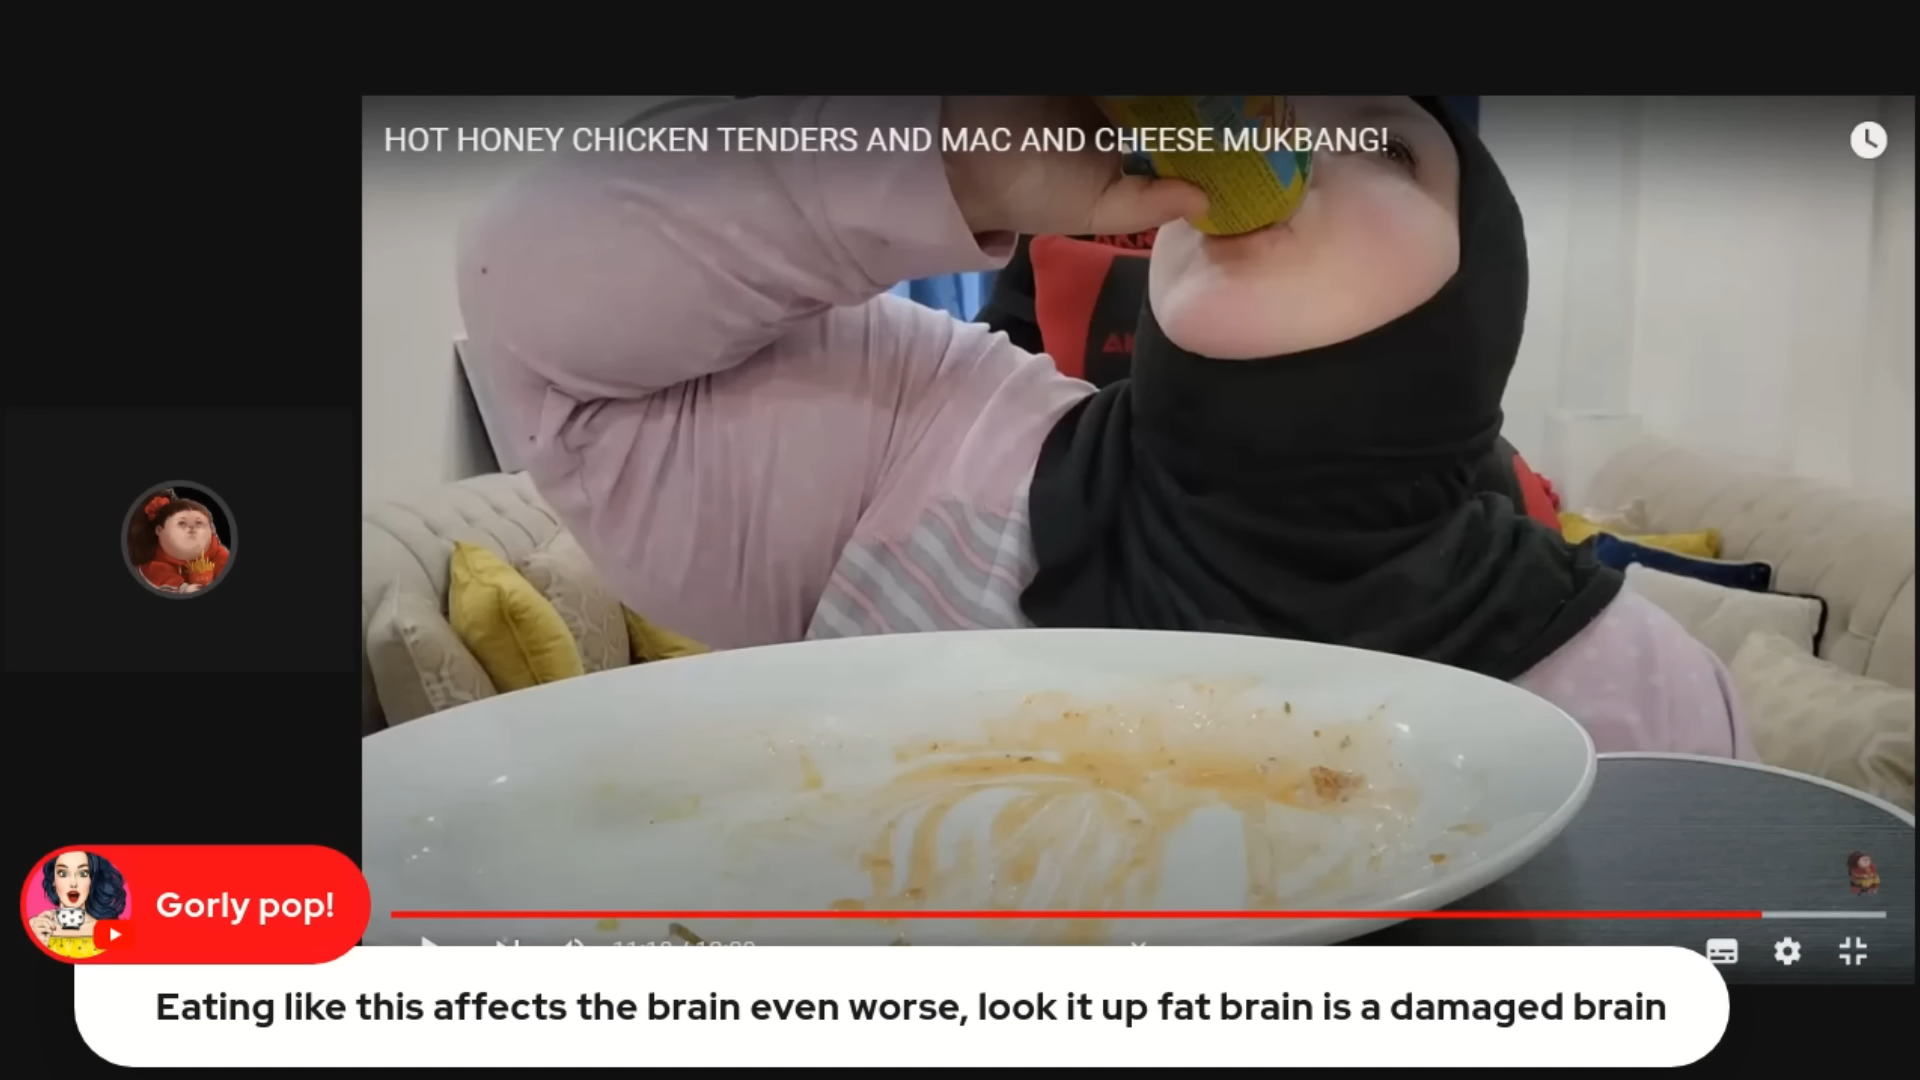 HOT HONEY CHICKEN TENDERS AND MAC AND CHEESE MUKBANG!
Gorly pop!
Eating like this affects the brain even worse, look it up fat brain is a damaged brain